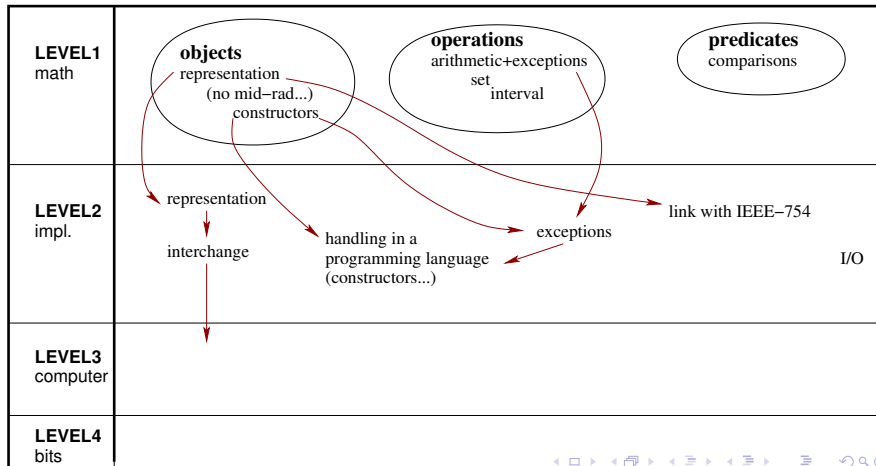 LEVEL1
math
objects
representation
(no mid−rad...)
constructors
operations
arithmetic+exceptions
set
interval
predicates
comparisons
LEVEL2
impl.
representation
interchange
handling in a
programming language
(constructors...)
exceptions
link with IEEE−754
I/O
LEVEL3
computer
LEVEL4
bits